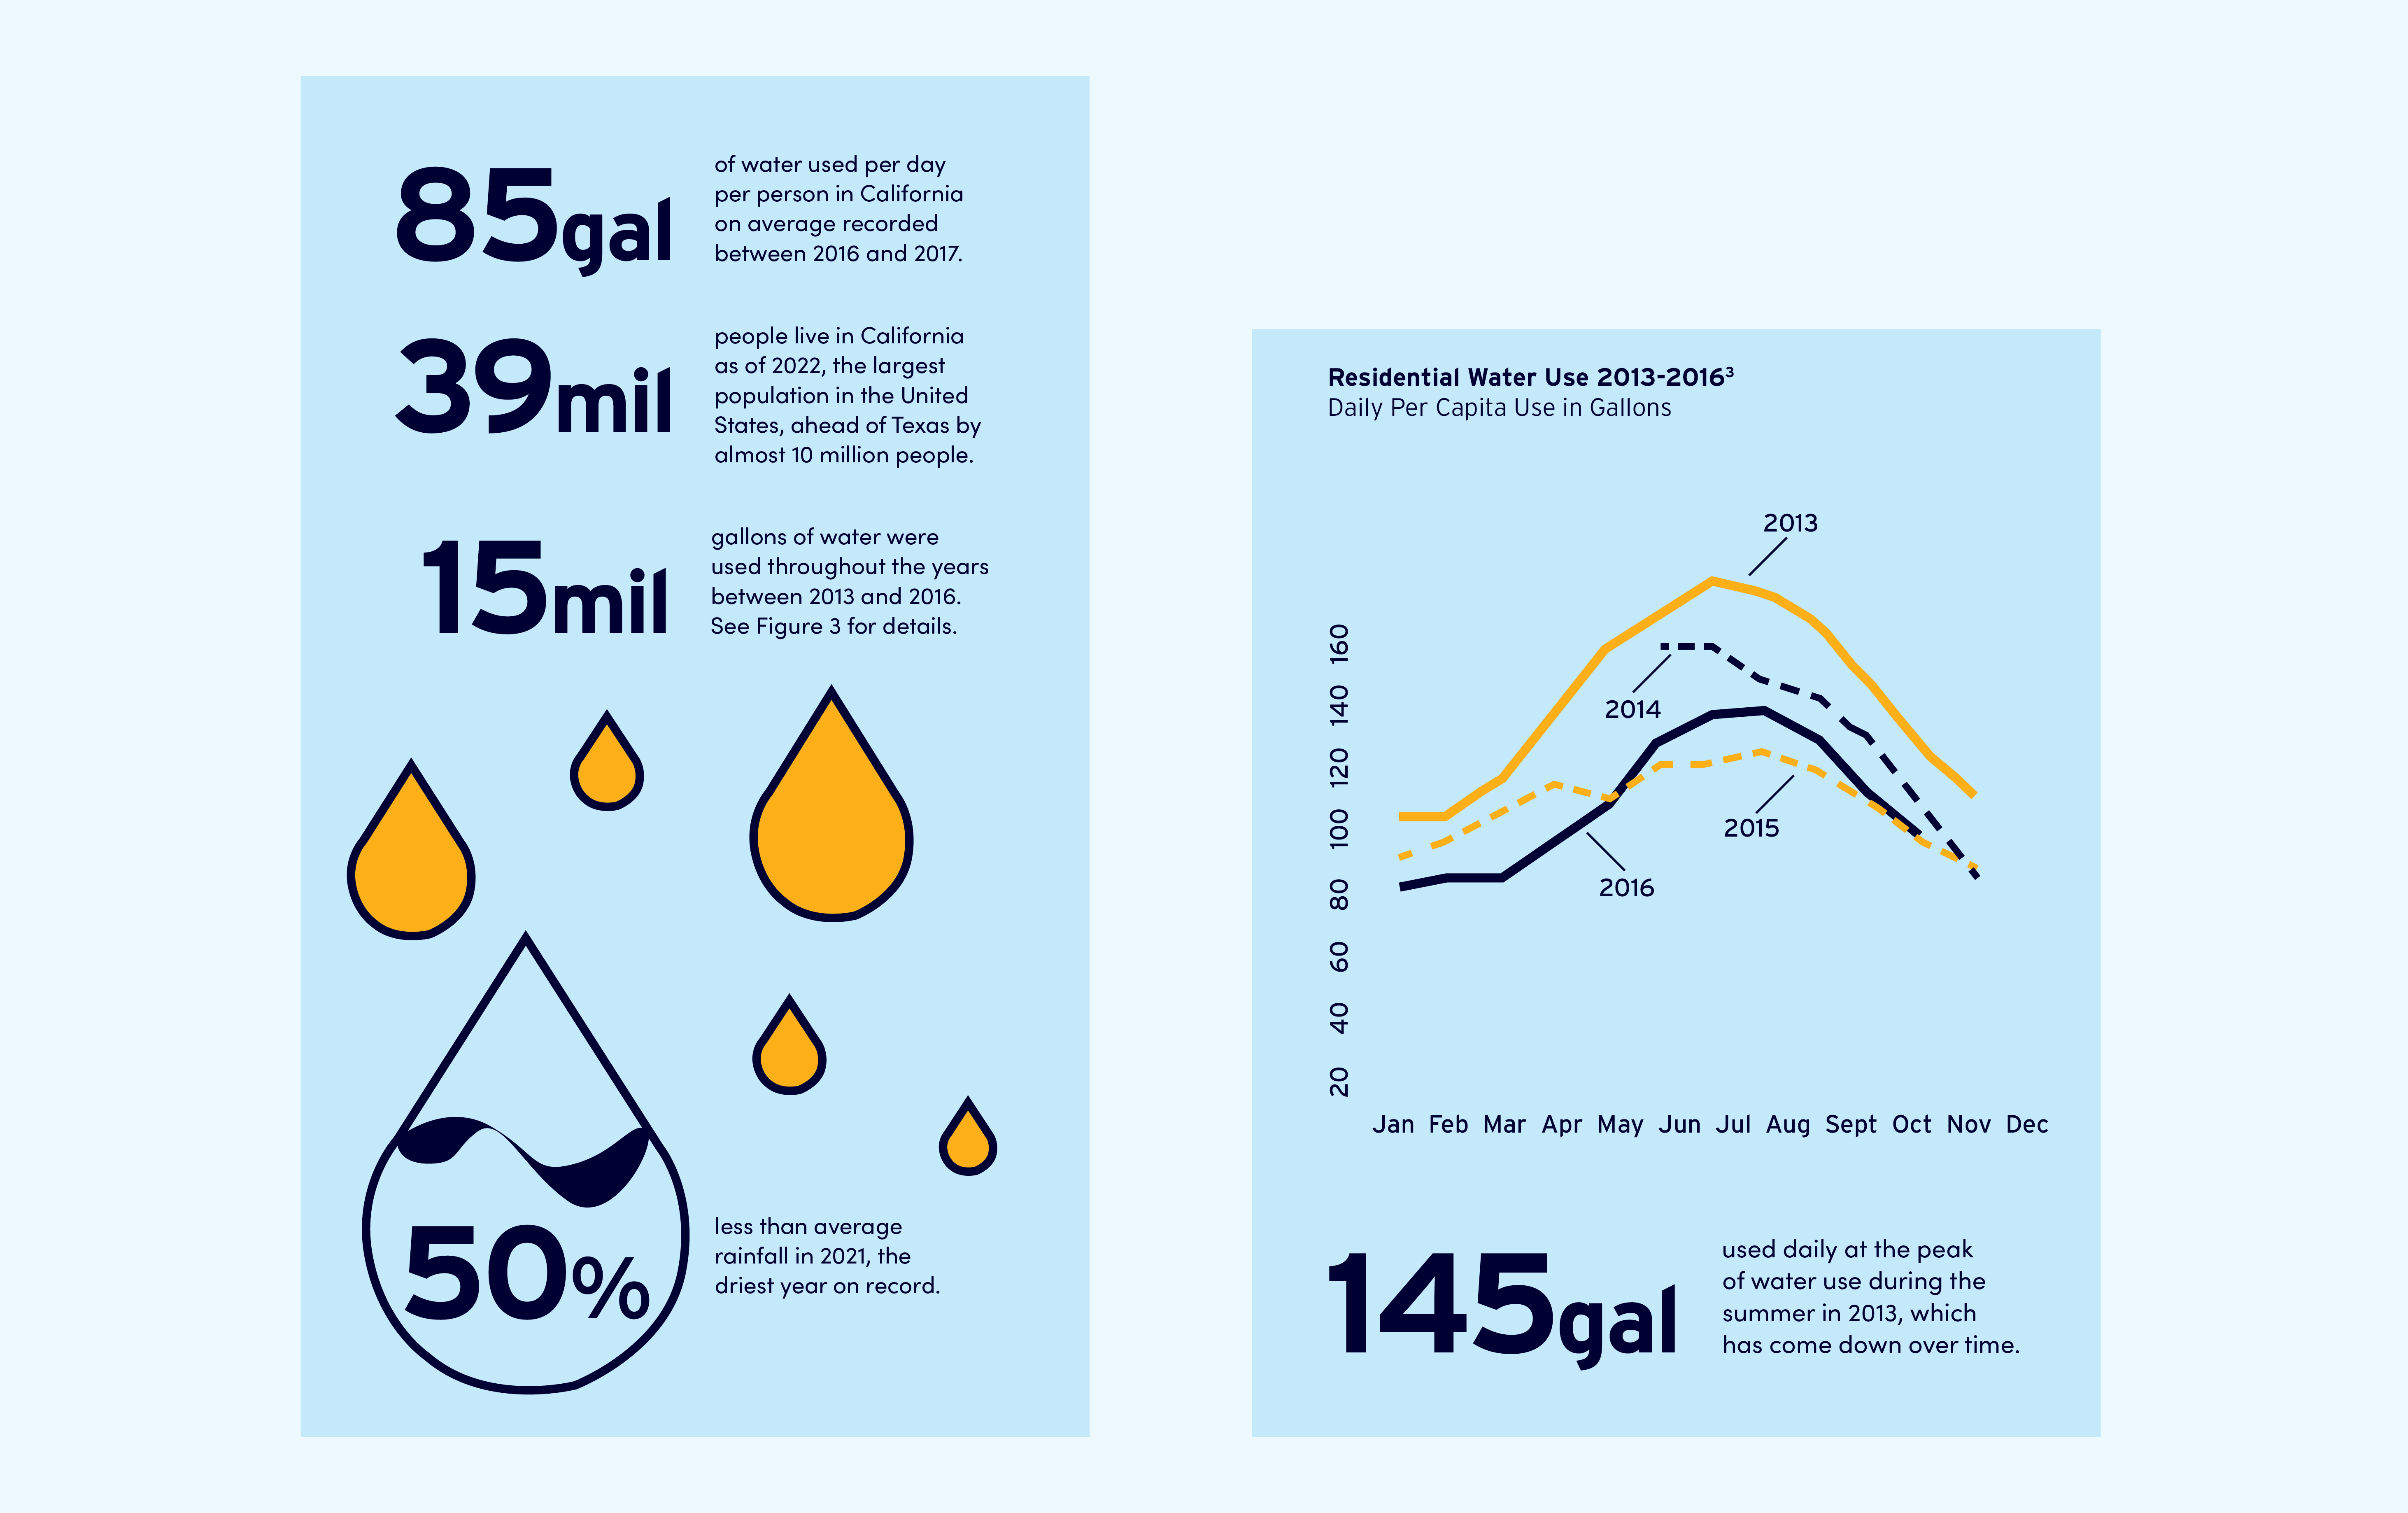 85gal
of water used per day
per person in California
on average recorded
between 2016 and 2017.
39mil
people live in California
as of 2022, the largest
population in the United
States, ahead of Texas by
almost 10 million people.
15mil
gallons of water were
used throughout the years
between 2013 and 2016.
See Figure 3 for details.
50%
less than average
rainfall in 2021, the
driest year on record.
Residential Water Use 2013-2016³
Daily Per Capita Use in Gallons
2013
2014
2015
2016
160
140
120
100
80
60
40
20
Jan Feb Mar Apr May Jun Jul Aug Sept Oct Nov Dec
145gal
used daily at the peak
of water use during the
summer in 2013, which
has come down over time.